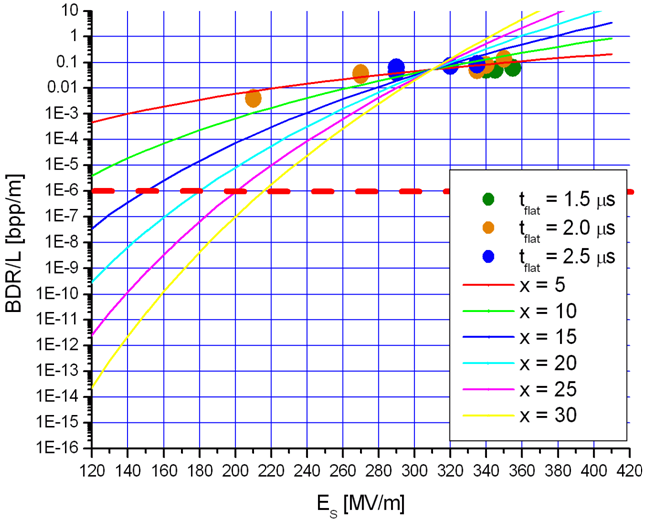 10
1
0.1
0.01
1E-3
1E-4
1E-5
1E-6
1E-7
1E-8
1E-9
1E-10
1E-11
1E-12
1E-13
1E-14
1E-15
1E-16
BDR/L [bpp/m]
120 140 160 180 200 220 240 260 280 300 320 340 360 380 400 420
E_S [MV/m]
t_flat = 1.5 μs
t_flat = 2.0 μs
t_flat = 2.5 μs
x = 5
x = 10
x = 15
x = 20
x = 25
x = 30